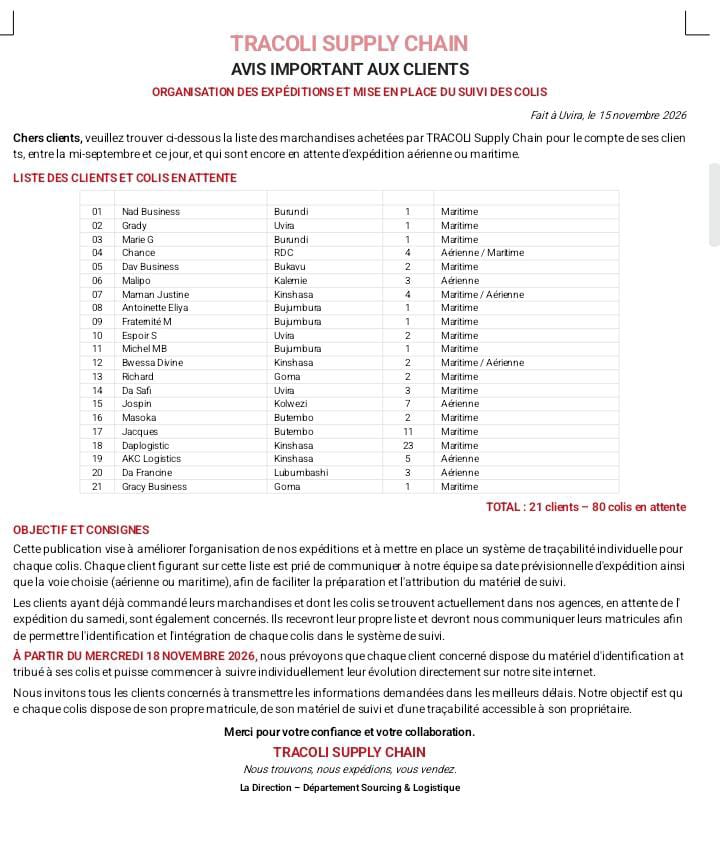 TRACOLI SUPPLY CHAIN
AVIS IMPORTANT AUX CLIENTS
ORGANISATION DES EXPÉDITIONS ET MISE EN PLACE DU SUIVI DES COLIS
Fait à Uvira, le 15 novembre 2026
Chers clients, veuillez trouver ci-dessous la liste des marchandises achetées par TRACOLI Supply Chain pour le compte de ses clien
ts, entre la mi-septembre et ce jour, et qui sont encore en attente d'expédition aérienne ou maritime.
LISTE DES CLIENTS ET COLIS EN ATTENTE
01 Nad Business Burundi 1 Maritime
02 Grady Uvira 1 Maritime
03 Marie G Burundi 1 Maritime
04 Chance RDC 4 Aérienne / Maritime
05 Dav Business Bukavu 2 Maritime
06 Malipo Kalemie 3 Aérienne
07 Maman Justine Kinshasa 4 Maritime / Aérienne
08 Antoinette Eliya Bujumbura 1 Maritime
09 Fraternité M Bujumbura 1 Maritime
10 Espoir S Uvira 2 Maritime
11 Michel MB Bujumbura 1 Maritime
12 Bwessa Divine Kinshasa 2 Maritime / Aérienne
13 Richard Goma 2 Maritime
14 Da Safi Uvira 3 Maritime
15 Jospin Kolwezi 7 Aérienne
16 Masoka Butembo 2 Maritime
17 Jacques Butembo 11 Maritime
18 Daplogistic Kinshasa 23 Maritime
19 AKC Logistics Kinshasa 5 Aérienne
20 Da Francine Lubumbashi 3 Aérienne
21 Gracy Business Goma 1 Maritime
TOTAL : 21 clients – 80 colis en attente
OBJECTIF ET CONSIGNES
Cette publication vise à améliorer l'organisation de nos expéditions et à mettre en place un système de traçabilité individuelle pour
chaque colis. Chaque client figurant sur cette liste est prié de communiquer à notre équipe sa date prévisionnelle d'expédition ainsi
que la voie choisie (aérienne ou maritime), afin de faciliter la préparation et l'attribution du matériel de suivi.
Les clients ayant déjà commandé leurs marchandises et dont les colis se trouvent actuellement dans nos agences, en attente de l'
expédition du samedi, sont également concernés. Ils recevront leur propre liste et devront nous communiquer leurs matricules afin
de permettre l'identification et l'intégration de chaque colis dans le système de suivi.
À PARTIR DU MERCREDI 18 NOVEMBRE 2026, nous prévoyons que chaque client concerné dispose du matériel d'identification at
tribué à ses colis et puisse commencer à suivre individuellement leur évolution directement sur notre site internet.
Nous invitons tous les clients concernés à transmettre les informations demandées dans les meilleurs délais. Notre objectif est qu
e chaque colis dispose de son propre matricule, de son matériel de suivi et d'une traçabilité accessible à son propriétaire.
Merci pour votre confiance et votre collaboration.
TRACOLI SUPPLY CHAIN
Nous trouvons, nous expédions, vous vendez.
La Direction – Département Sourcing & Logistique